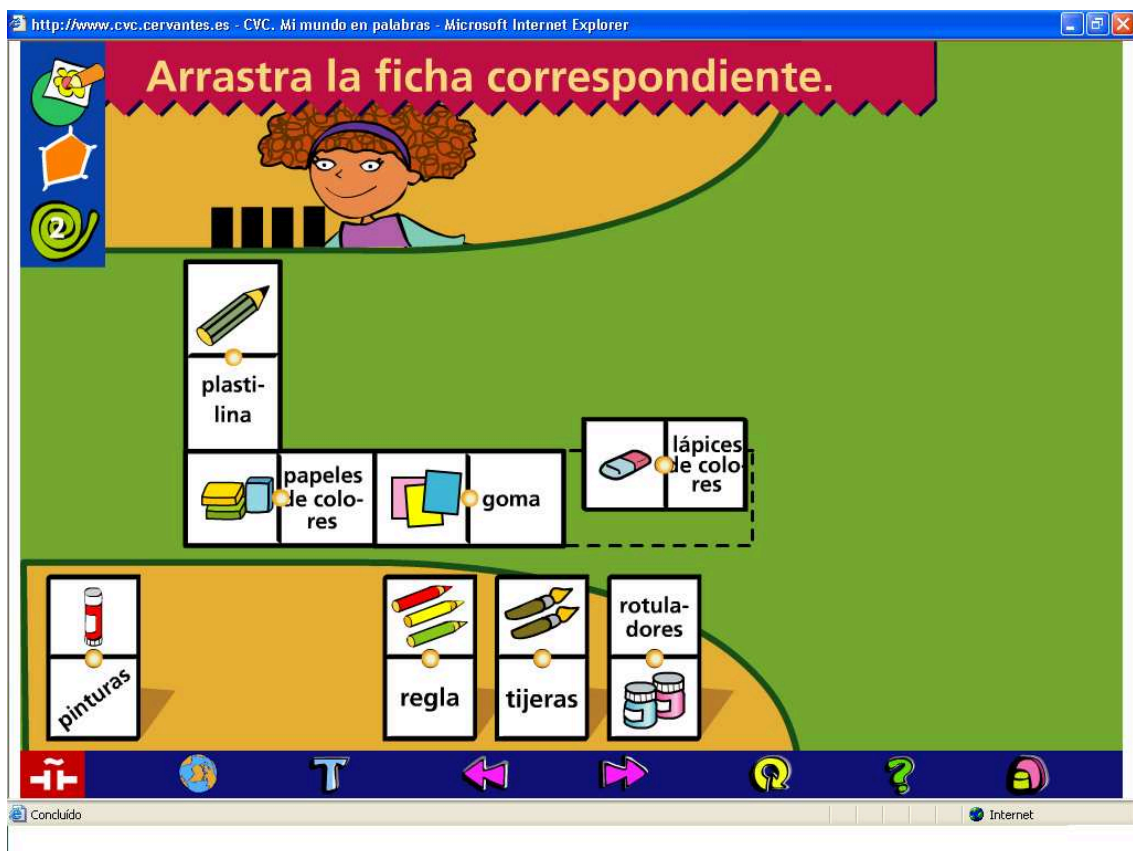 http://www.cvc.cervantes.es - CVC. Mi mundo en palabras - Microsoft Internet Explorer
Arrastra la ficha correspondiente.
2
plasti-
lina
papeles
de colo-
res
goma
lápices
de colo-
res
pinturas
regla
tijeras
rotula-
dores
T
?
Concluído
Internet